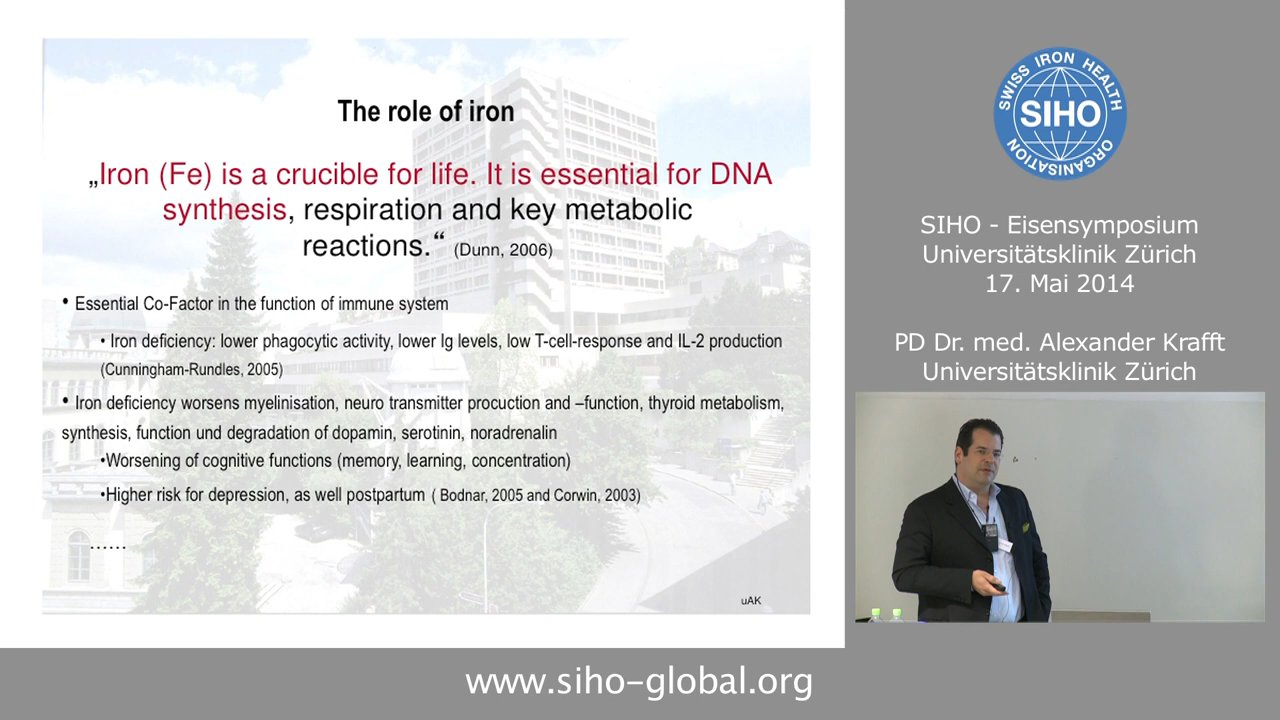 The role of iron
„Iron (Fe) is a crucible for life. It is essential for DNA
synthesis, respiration and key metabolic
reactions.“ (Dunn, 2006)
• Essential Co-Factor in the function of immune system
• Iron deficiency: lower phagocytic activity, lower Ig levels, low T-cell-response and IL-2 production
(Cunningham-Rundles, 2005)
• Iron deficiency worsens myelinisation, neuro transmitter procuction and –function, thyroid metabolism,
synthesis, function und degradation of dopamin, serotinin, noradrenalin
•Worsening of cognitive functions (memory, learning, concentration)
•Higher risk for depression, as well postpartum ( Bodnar, 2005 and Corwin, 2003)
......
uAK
SWISS IRON HEALTH
SIHO
ORGANISATION
SIHO - Eisensymposium
Universitätsklinik Zürich
17. Mai 2014
PD Dr. med. Alexander Krafft
Universitätsklinik Zürich
www.siho-global.org